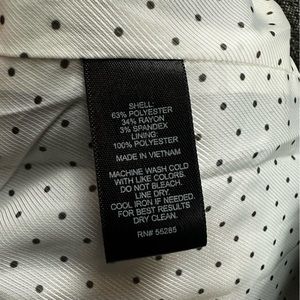 SHELL:
63% POLYESTER
34% RAYON
3% SPANDEX
LINING:
100% POLYESTER
MADE IN VIETNAM
MACHINE WASH COLD
WITH LIKE COLORS.
DO NOT BLEACH.
LINE DRY.
COOL IRON IF NEEDED.
FOR BEST RESULTS
DRY CLEAN.
RN# 55285